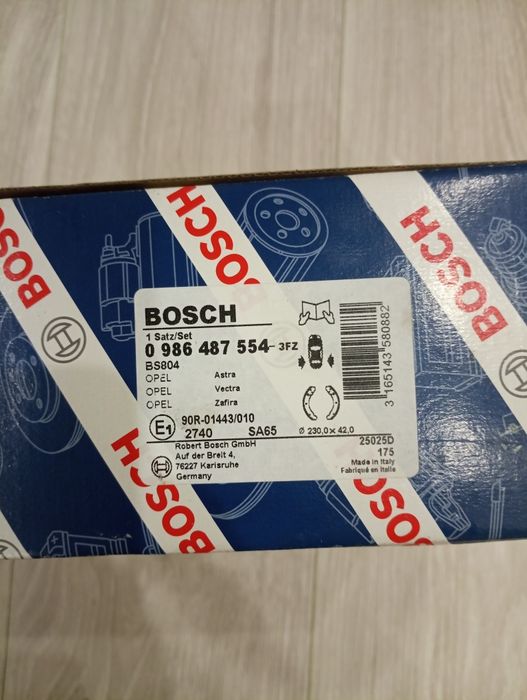 BOSCH
BOSCH
BOSCH
BOSCH
BOSCH
BOSCH
1 Satz/Set
0 986 487 554 - 3FZ
BS804
OPEL Astra
OPEL Vectra
OPEL Zafira
E1 90R-01443/010
2740 SA65
Ø 230,0 x 42,0
Robert Bosch GmbH
Auf der Breit 4,
76227 Karlsruhe
Germany
25025D
175
Made in Italy
Fabriqué en Italie
3 165143 580882
BOSCH
BOSCH